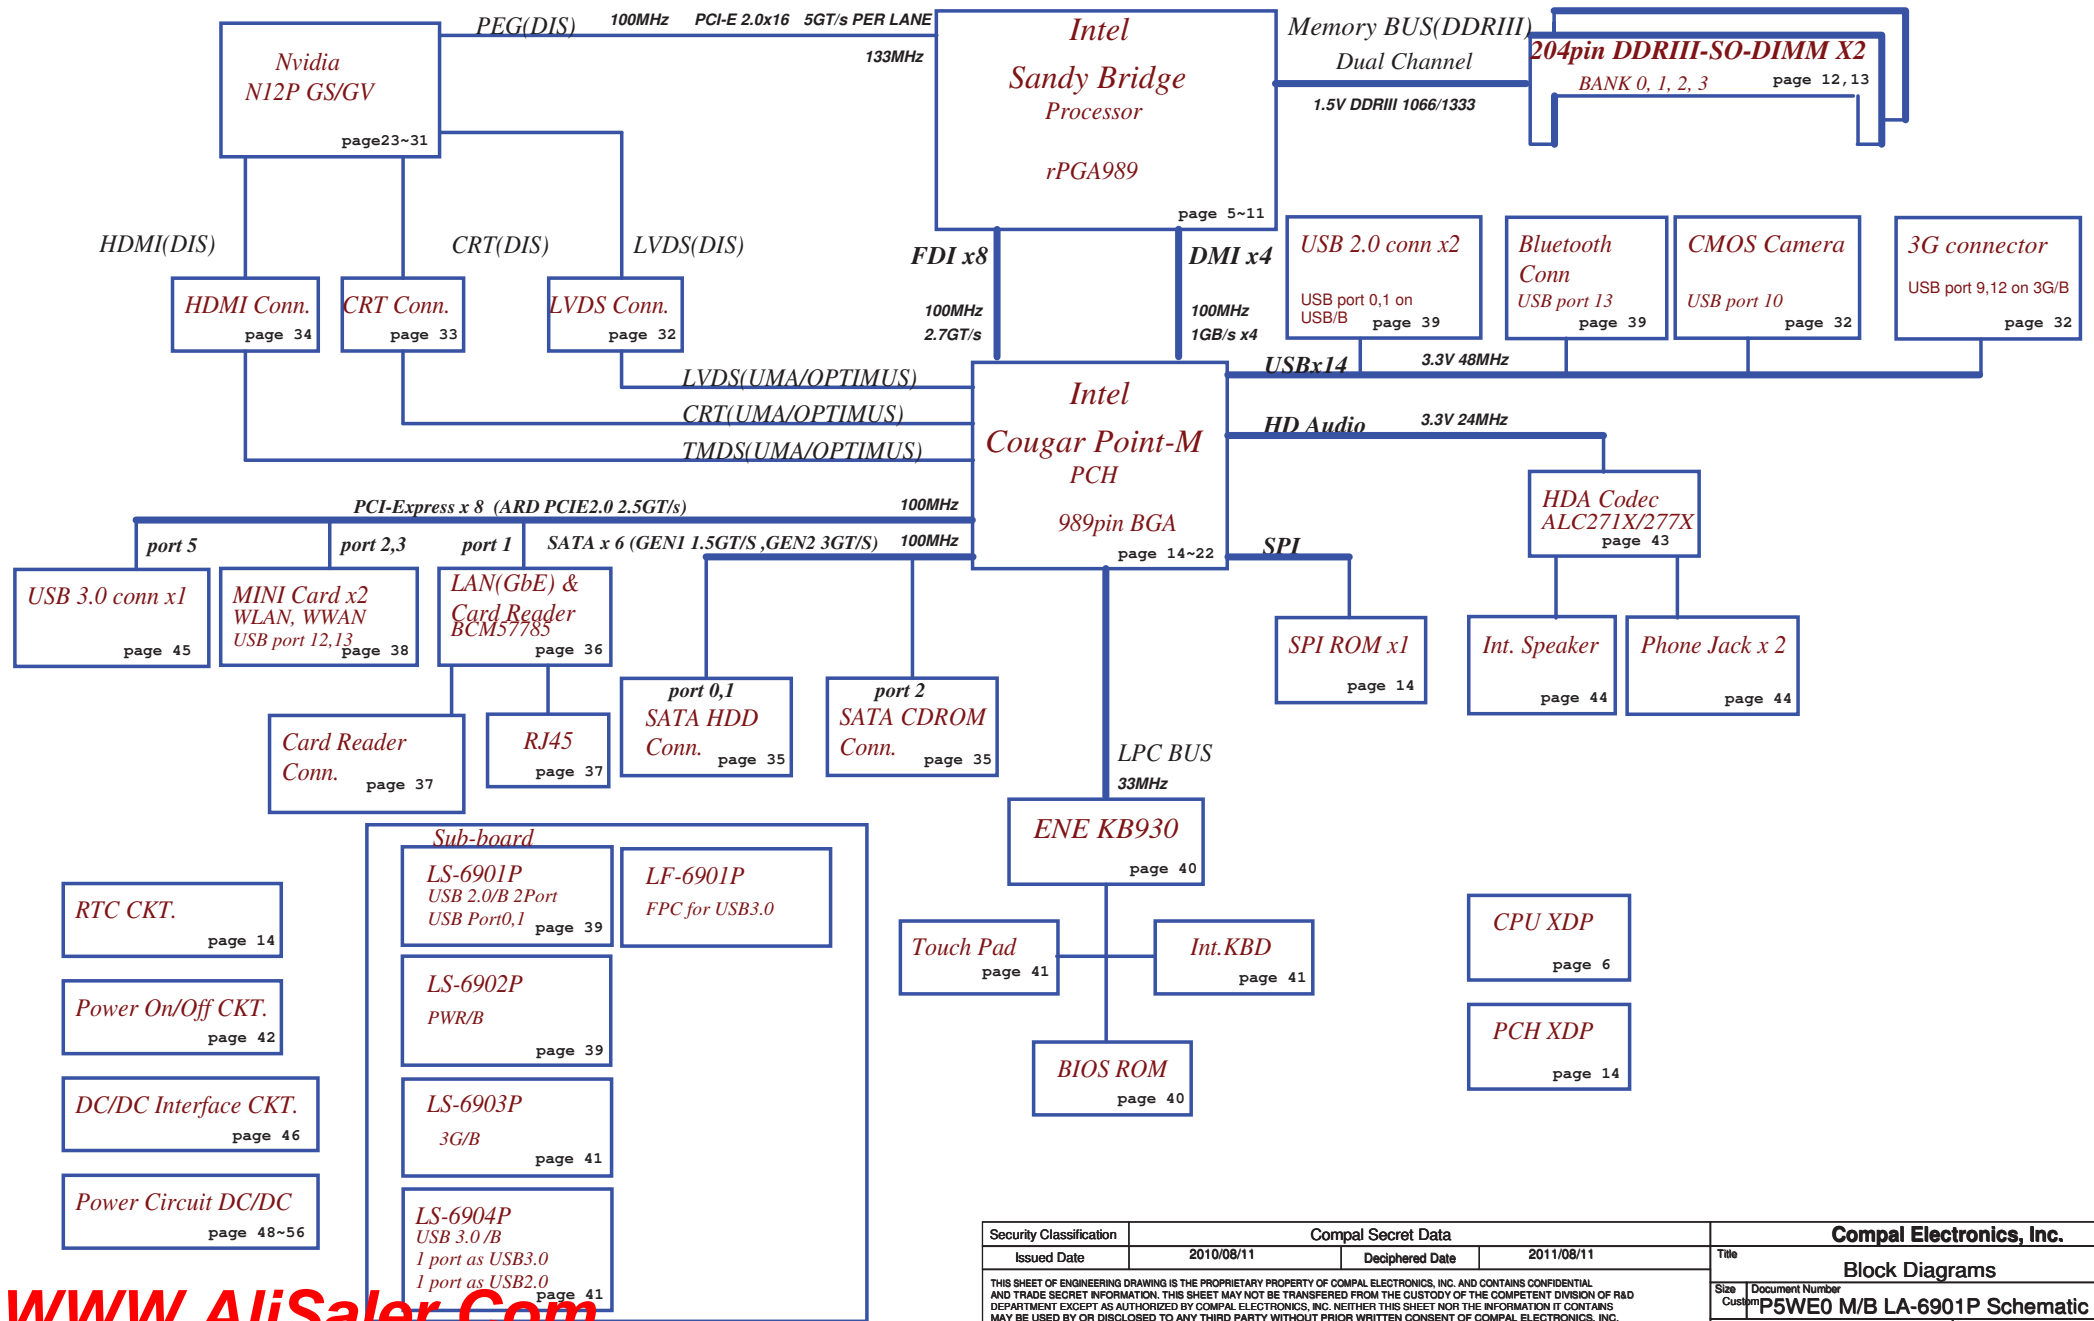 PEG(DIS)
100MHz PCI-E 2.0x16 5GT/s PER LANE
133MHz
Nvidia
N12P GS/GV
page23~31
Intel
Sandy Bridge
Processor
rPGA989
page 5~11
Memory BUS(DDRIII)
Dual Channel
1.5V DDRIII 1066/1333
204pin DDRIII-SO-DIMM X2
BANK 0, 1, 2, 3
page 12,13
HDMI(DIS)
CRT(DIS)
LVDS(DIS)
HDMI Conn.
page 34
CRT Conn.
page 33
LVDS Conn.
page 32
FDI x8
100MHz
2.7GT/s
DMI x4
100MHz
1GB/s x4
USB 2.0 conn x2
USB port 0,1 on
USB/B
page 39
Bluetooth
Conn
USB port 13
page 39
CMOS Camera
USB port 10
page 32
3G connector
USB port 9,12 on 3G/B
page 32
LVDS(UMA/OPTIMUS)
CRT(UMA/OPTIMUS)
TMDS(UMA/OPTIMUS)
Intel
Cougar Point-M
PCH
989pin BGA
page 14~22
USBx14
3.3V 48MHz
HD Audio
3.3V 24MHz
SPI
HDA Codec
ALC271X/277X
page 43
PCI-Express x 8 (ARD PCIE2.0 2.5GT/s)
100MHz
port 5
port 2,3
port 1
SATA x 6 (GEN1 1.5GT/S ,GEN2 3GT/S)
100MHz
USB 3.0 conn x1
page 45
MINI Card x2
WLAN, WWAN
USB port 12,13
page 38
LAN(GbE) &
Card Reader
BCM57785
page 36
SPI ROM x1
page 14
Int. Speaker
page 44
Phone Jack x 2
page 44
Card Reader
Conn.
page 37
RJ45
page 37
port 0,1
SATA HDD
Conn.
page 35
port 2
SATA CDROM
Conn.
page 35
LPC BUS
33MHz
ENE KB930
page 40
Touch Pad
page 41
Int.KBD
page 41
BIOS ROM
page 40
CPU XDP
page 6
PCH XDP
page 14
RTC CKT.
page 14
Power On/Off CKT.
page 42
DC/DC Interface CKT.
page 46
Power Circuit DC/DC
page 48~56
Sub-board
LS-6901P
USB 2.0/B 2Port
USB Port0,1
page 39
LF-6901P
FPC for USB3.0
LS-6902P
PWR/B
page 39
LS-6903P
3G/B
page 41
LS-6904P
USB 3.0 /B
1 port as USB3.0
1 port as USB2.0
page 41
WWW.AliSaler.Com
Security Classification
Compal Secret Data
Issued Date
2010/08/11
Deciphered Date
2011/08/11
THIS SHEET OF ENGINEERING DRAWING IS THE PROPRIETARY PROPERTY OF COMPAL ELECTRONICS, INC. AND CONTAINS CONFIDENTIAL
AND TRADE SECRET INFORMATION. THIS SHEET MAY NOT BE TRANSFERED FROM THE CUSTODY OF THE COMPETENT DIVISION OF R&D
DEPARTMENT EXCEPT AS AUTHORIZED BY COMPAL ELECTRONICS, INC. NEITHER THIS SHEET NOR THE INFORMATION IT CONTAINS
MAY BE USED BY OR DISCLOSED TO ANY THIRD PARTY WITHOUT PRIOR WRITTEN CONSENT OF COMPAL ELECTRONICS, INC.
Compal Electronics, Inc.
Title
Block Diagrams
Size
Document Number
Custom
P5WE0 M/B LA-6901P Schematic